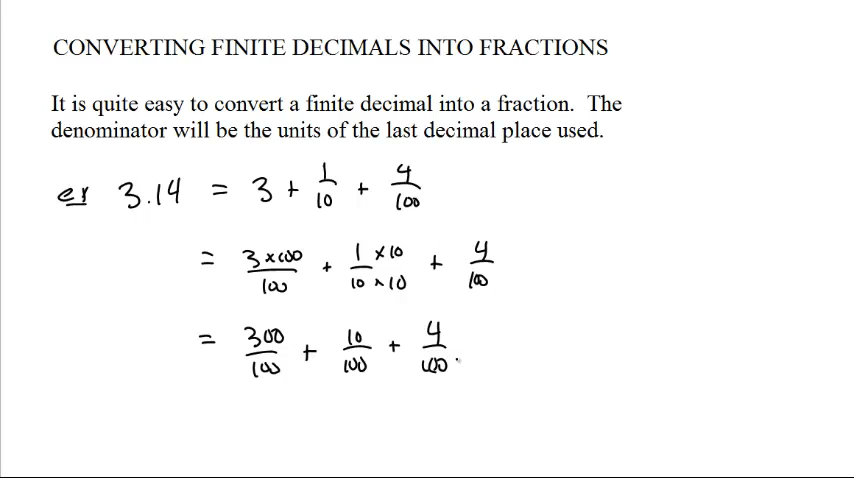 CONVERTING FINITE DECIMALS INTO FRACTIONS
It is quite easy to convert a finite decimal into a fraction. The
denominator will be the units of the last decimal place used.
ex 3.14 = 3 + 1/10 + 4/100
= 3 × 100/100 + 1 × 10/10 × 10 + 4/100
= 300/100 + 10/100 + 4/100